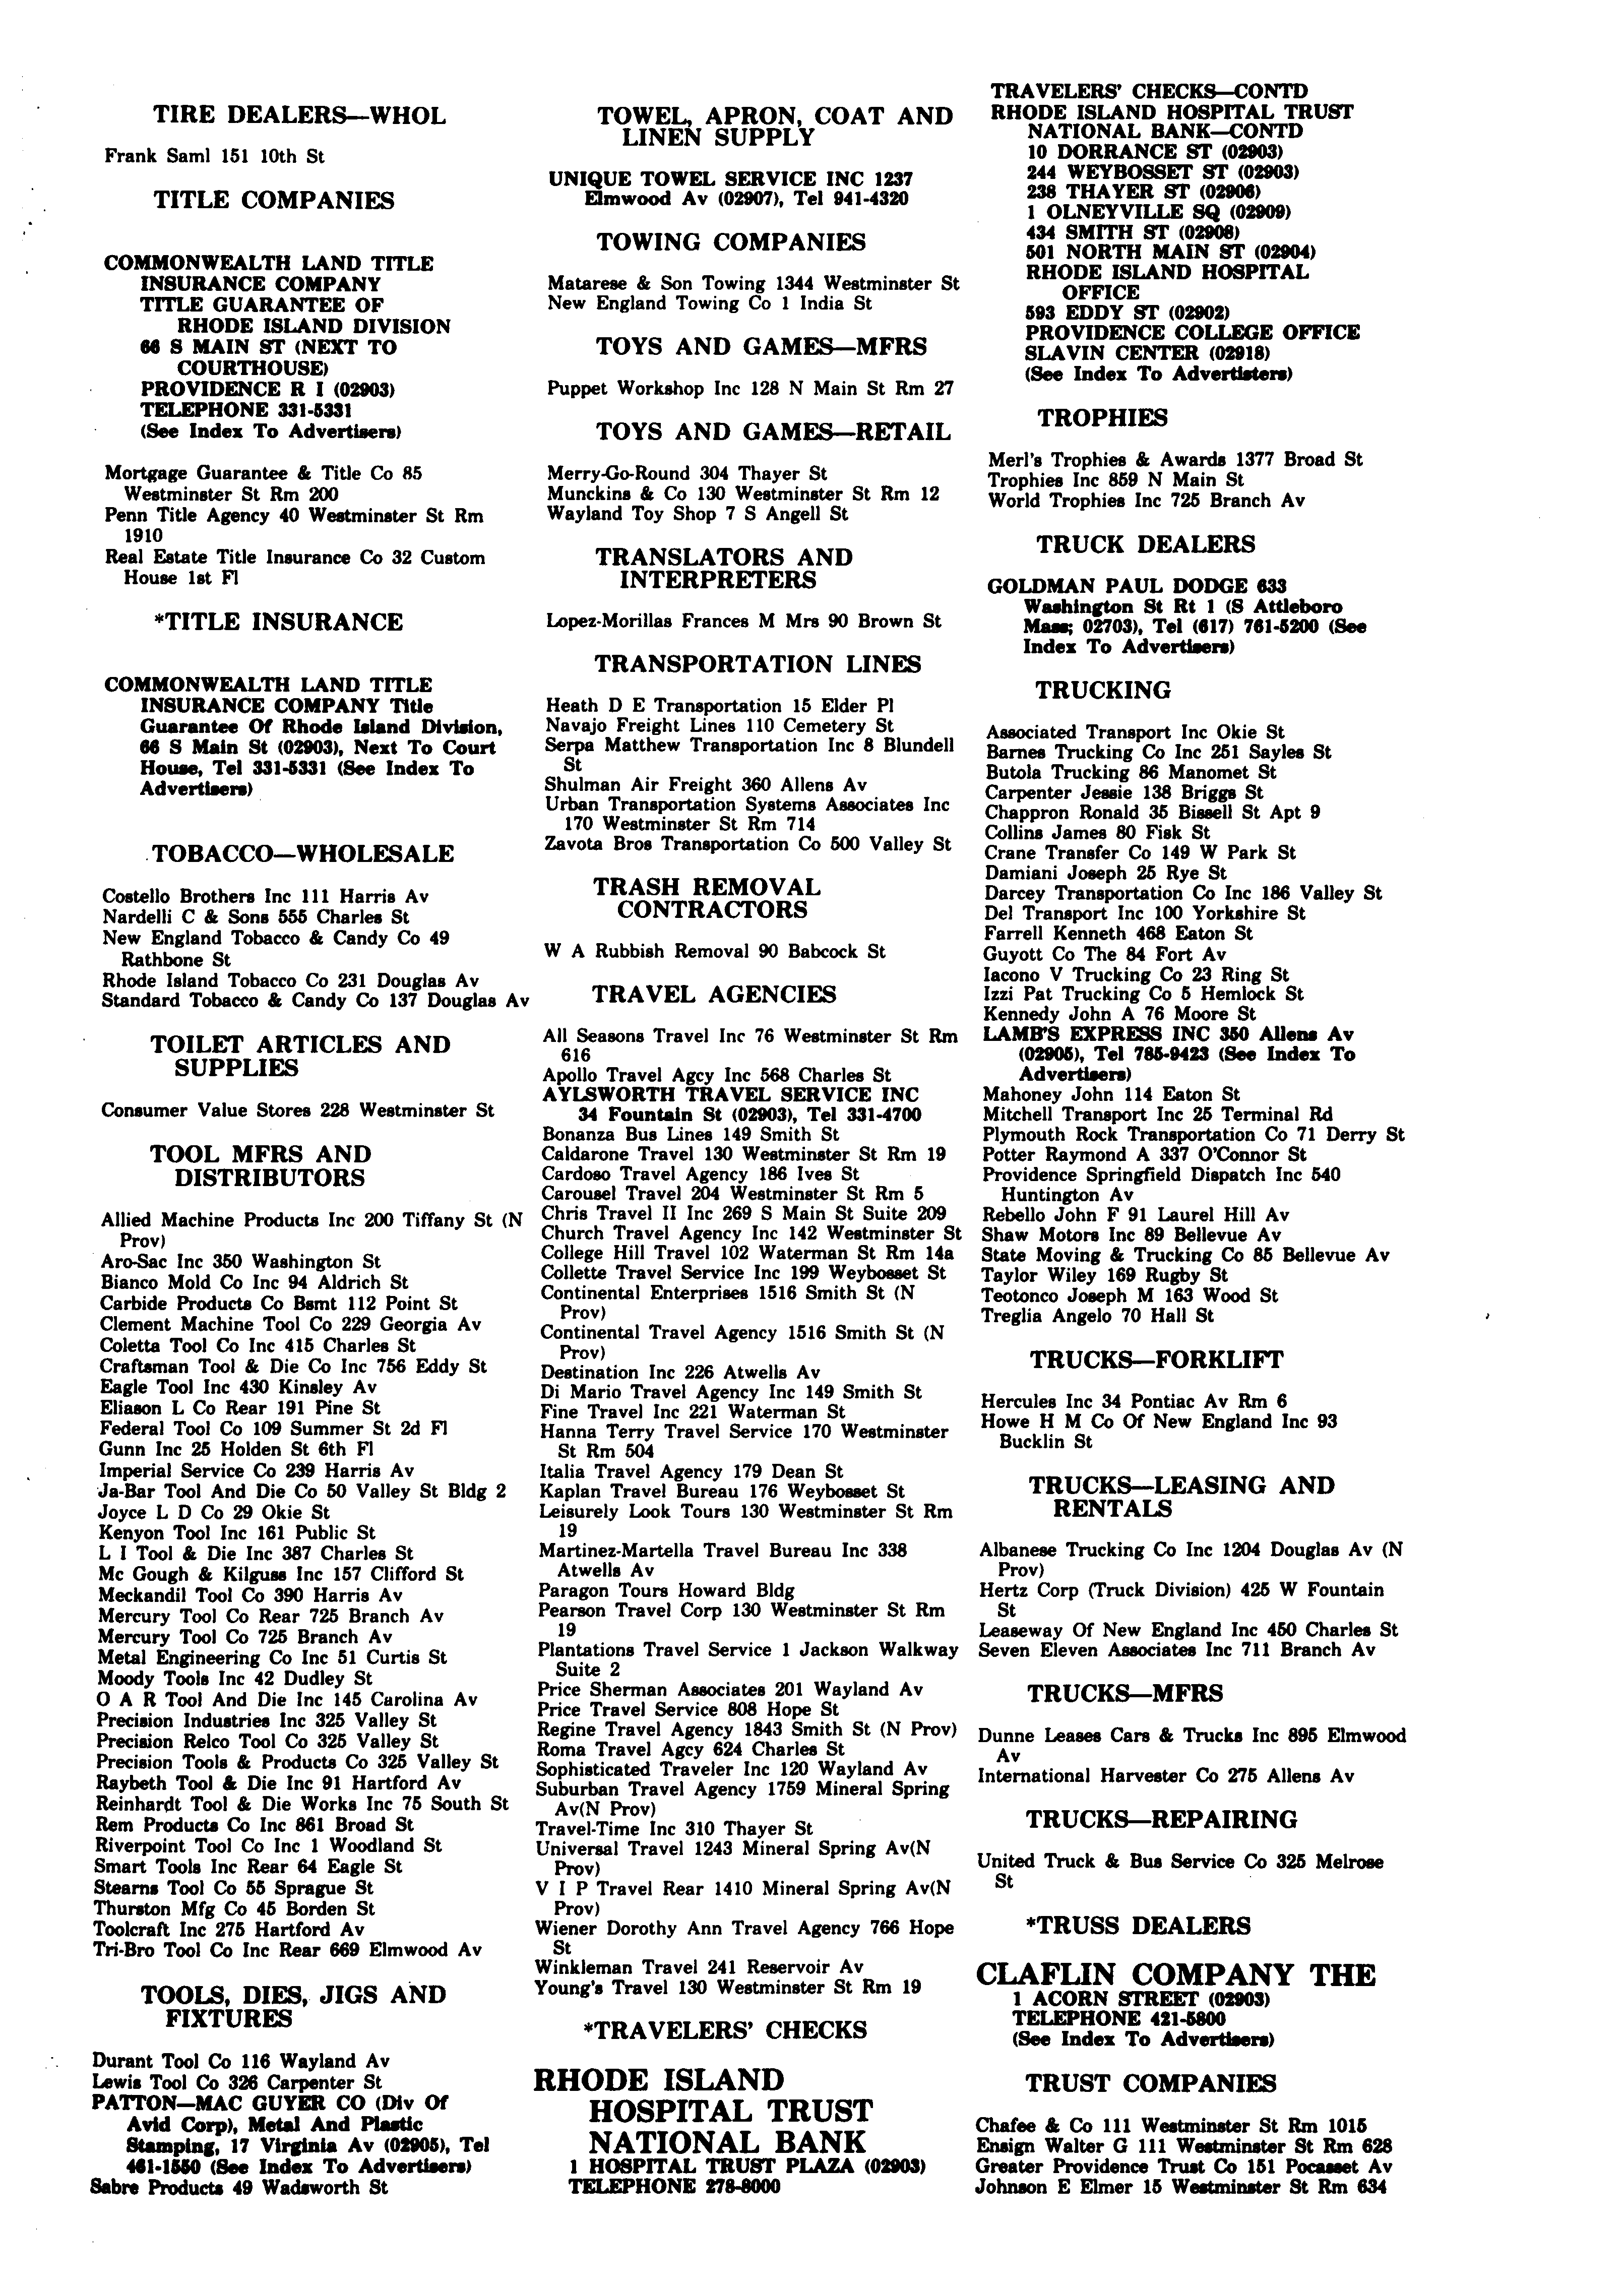 TIRE DEALERS—WHOL
Frank Saml 151 10th St
TITLE COMPANIES
COMMONWEALTH LAND TITLE
INSURANCE COMPANY
TITLE GUARANTEE OF
RHODE ISLAND DIVISION
66 S MAIN ST (NEXT TO
COURTHOUSE)
PROVIDENCE R I (02903)
TELEPHONE 331-5331
(See Index To Advertisers)
Mortgage Guarantee & Title Co 85
Westminster St Rm 200
Penn Title Agency 40 Westminster St Rm
1910
Real Estate Title Insurance Co 32 Custom
House 1st Fl
*TITLE INSURANCE
COMMONWEALTH LAND TITLE
INSURANCE COMPANY Title
Guarantee Of Rhode Island Division,
66 S Main St (02903), Next To Court
House, Tel 331-5331 (See Index To
Advertisers)
TOBACCO—WHOLESALE
Costello Brothers Inc 111 Harris Av
Nardelli C & Sons 555 Charles St
New England Tobacco & Candy Co 49
Rathbone St
Rhode Island Tobacco Co 231 Douglas Av
Standard Tobacco & Candy Co 137 Douglas Av
TOILET ARTICLES AND
SUPPLIES
Consumer Value Stores 228 Westminster St
TOOL MFRS AND
DISTRIBUTORS
Allied Machine Products Inc 200 Tiffany St (N
Prov)
Aro-Sac Inc 350 Washington St
Bianco Mold Co Inc 94 Aldrich St
Carbide Products Co Bsmt 112 Point St
Clement Machine Tool Co 229 Georgia Av
Coletta Tool Co Inc 415 Charles St
Craftsman Tool & Die Co Inc 756 Eddy St
Eagle Tool Inc 430 Kinsley Av
Eliason L Co Rear 191 Pine St
Federal Tool Co 109 Summer St 2d Fl
Gunn Inc 25 Holden St 6th Fl
Imperial Service Co 239 Harris Av
Ja-Bar Tool And Die Co 50 Valley St Bldg 2
Joyce L D Co 29 Okie St
Kenyon Tool Inc 161 Public St
L I Tool & Die Inc 387 Charles St
Mc Gough & Kilguss Inc 157 Clifford St
Meckandil Tool Co 390 Harris Av
Mercury Tool Co Rear 725 Branch Av
Mercury Tool Co 725 Branch Av
Metal Engineering Co Inc 51 Curtis St
Moody Tools Inc 42 Dudley St
O A R Tool And Die Inc 145 Carolina Av
Precision Industries Inc 325 Valley St
Precision Relco Tool Co 325 Valley St
Precision Tools & Products Co 325 Valley St
Raybeth Tool & Die Inc 91 Hartford Av
Reinhardt Tool & Die Works Inc 75 South St
Rem Products Co Inc 861 Broad St
Riverpoint Tool Co Inc 1 Woodland St
Smart Tools Inc Rear 64 Eagle St
Stearns Tool Co 55 Sprague St
Thurston Mfg Co 45 Borden St
Toolcraft Inc 275 Hartford Av
Tri-Bro Tool Co Inc Rear 669 Elmwood Av
TOOLS, DIES, JIGS AND
FIXTURES
Durant Tool Co 116 Wayland Av
Lewis Tool Co 326 Carpenter St
PATTON—MAC GUYER CO (Div Of
Avid Corp), Metal And Plastic
Stamping, 17 Virginia Av (02905), Tel
461-1550 (See Index To Advertisers)
Sabre Products 49 Wadsworth St
TOWEL, APRON, COAT AND
LINEN SUPPLY
UNIQUE TOWEL SERVICE INC 1237
Elmwood Av (02907), Tel 941-4320
TOWING COMPANIES
Matarese & Son Towing 1344 Westminster St
New England Towing Co 1 India St
TOYS AND GAMES—MFRS
Puppet Workshop Inc 128 N Main St Rm 27
TOYS AND GAMES—RETAIL
Merry-Go-Round 304 Thayer St
Munckins & Co 130 Westminster St Rm 12
Wayland Toy Shop 7 S Angell St
TRANSLATORS AND
INTERPRETERS
Lopez-Morillas Frances M Mrs 90 Brown St
TRANSPORTATION LINES
Heath D E Transportation 15 Elder Pl
Navajo Freight Lines 110 Cemetery St
Serpa Matthew Transportation Inc 8 Blundell
St
Shulman Air Freight 360 Allens Av
Urban Transportation Systems Associates Inc
170 Westminster St Rm 714
Zavota Bros Transportation Co 500 Valley St
TRASH REMOVAL
CONTRACTORS
W A Rubbish Removal 90 Babcock St
TRAVEL AGENCIES
All Seasons Travel Inc 76 Westminster St Rm
616
Apollo Travel Agcy Inc 568 Charles St
AYLSWORTH TRAVEL SERVICE INC
34 Fountain St (02903), Tel 331-4700
Bonanza Bus Lines 149 Smith St
Caldarone Travel 130 Westminster St Rm 19
Cardoso Travel Agency 186 Ives St
Carousel Travel 204 Westminster St Rm 5
Chris Travel II Inc 269 S Main St Suite 209
Church Travel Agency Inc 142 Westminster St
College Hill Travel 102 Waterman St Rm 14a
Collette Travel Service Inc 199 Weybosset St
Continental Enterprises 1516 Smith St (N
Prov)
Continental Travel Agency 1516 Smith St (N
Prov)
Destination Inc 226 Atwells Av
Di Mario Travel Agency Inc 149 Smith St
Fine Travel Inc 221 Waterman St
Hanna Terry Travel Service 170 Westminster
St Rm 504
Italia Travel Agency 179 Dean St
Kaplan Travel Bureau 176 Weybosset St
Leisurely Look Tours 130 Westminster St Rm
19
Martinez-Martella Travel Bureau Inc 338
Atwells Av
Paragon Tours Howard Bldg
Pearson Travel Corp 130 Westminster St Rm
19
Plantations Travel Service 1 Jackson Walkway
Suite 2
Price Sherman Associates 201 Wayland Av
Price Travel Service 808 Hope St
Regine Travel Agency 1843 Smith St (N Prov)
Roma Travel Agcy 624 Charles St
Sophisticated Traveler Inc 120 Wayland Av
Suburban Travel Agency 1759 Mineral Spring
Av(N Prov)
Travel-Time Inc 310 Thayer St
Universal Travel 1243 Mineral Spring Av(N
Prov)
V I P Travel Rear 1410 Mineral Spring Av(N
Prov)
Wiener Dorothy Ann Travel Agency 766 Hope
St
Winkleman Travel 241 Reservoir Av
Young's Travel 130 Westminster St Rm 19
*TRAVELERS' CHECKS
RHODE ISLAND
HOSPITAL TRUST
NATIONAL BANK
1 HOSPITAL TRUST PLAZA (02903)
TELEPHONE 278-8000
TRAVELERS' CHECKS—CONTD
RHODE ISLAND HOSPITAL TRUST
NATIONAL BANK—CONTD
10 DORRANCE ST (02903)
244 WEYBOSSET ST (02903)
238 THAYER ST (02906)
1 OLNEYVILLE SQ (02909)
434 SMITH ST (02908)
501 NORTH MAIN ST (02904)
RHODE ISLAND HOSPITAL
OFFICE
593 EDDY ST (02902)
PROVIDENCE COLLEGE OFFICE
SLAVIN CENTER (02918)
(See Index To Advertisters)
TROPHIES
Merl's Trophies & Awards 1377 Broad St
Trophies Inc 859 N Main St
World Trophies Inc 725 Branch Av
TRUCK DEALERS
GOLDMAN PAUL DODGE 633
Washington St Rt 1 (S Attleboro
Mass; 02703), Tel (617) 761-5200 (See
Index To Advertisers)
TRUCKING
Associated Transport Inc Okie St
Barnes Trucking Co Inc 251 Sayles St
Butola Trucking 86 Manomet St
Carpenter Jessie 138 Briggs St
Chappron Ronald 35 Bissell St Apt 9
Collins James 80 Fisk St
Crane Transfer Co 149 W Park St
Damiani Joseph 25 Rye St
Darcey Transportation Co Inc 186 Valley St
Del Transport Inc 100 Yorkshire St
Farrell Kenneth 468 Eaton St
Guyott Co The 84 Fort Av
Iacono V Trucking Co 23 Ring St
Izzi Pat Trucking Co 5 Hemlock St
Kennedy John A 76 Moore St
LAMB'S EXPRESS INC 350 Allens Av
(02905), Tel 785-9423 (See Index To
Advertisers)
Mahoney John 114 Eaton St
Mitchell Transport Inc 25 Terminal Rd
Plymouth Rock Transportation Co 71 Derry St
Potter Raymond A 337 O'Connor St
Providence Springfield Dispatch Inc 540
Huntington Av
Rebello John F 91 Laurel Hill Av
Shaw Motors Inc 89 Bellevue Av
State Moving & Trucking Co 85 Bellevue Av
Taylor Wiley 169 Rugby St
Teotonco Joseph M 163 Wood St
Treglia Angelo 70 Hall St
TRUCKS—FORKLIFT
Hercules Inc 34 Pontiac Av Rm 6
Howe H M Co Of New England Inc 93
Bucklin St
TRUCKS—LEASING AND
RENTALS
Albanese Trucking Co Inc 1204 Douglas Av (N
Prov)
Hertz Corp (Truck Division) 425 W Fountain
St
Leaseway Of New England Inc 450 Charles St
Seven Eleven Associates Inc 711 Branch Av
TRUCKS—MFRS
Dunne Leases Cars & Trucks Inc 895 Elmwood
Av
International Harvester Co 275 Allens Av
TRUCKS—REPAIRING
United Truck & Bus Service Co 325 Melrose
St
*TRUSS DEALERS
CLAFLIN COMPANY THE
1 ACORN STREET (02903)
TELEPHONE 421-5800
(See Index To Advertisers)
TRUST COMPANIES
Chafee & Co 111 Westminster St Rm 1015
Ensign Walter G 111 Westminster St Rm 628
Greater Providence Trust Co 151 Pocasset Av
Johnson E Elmer 15 Westminster St Rm 634